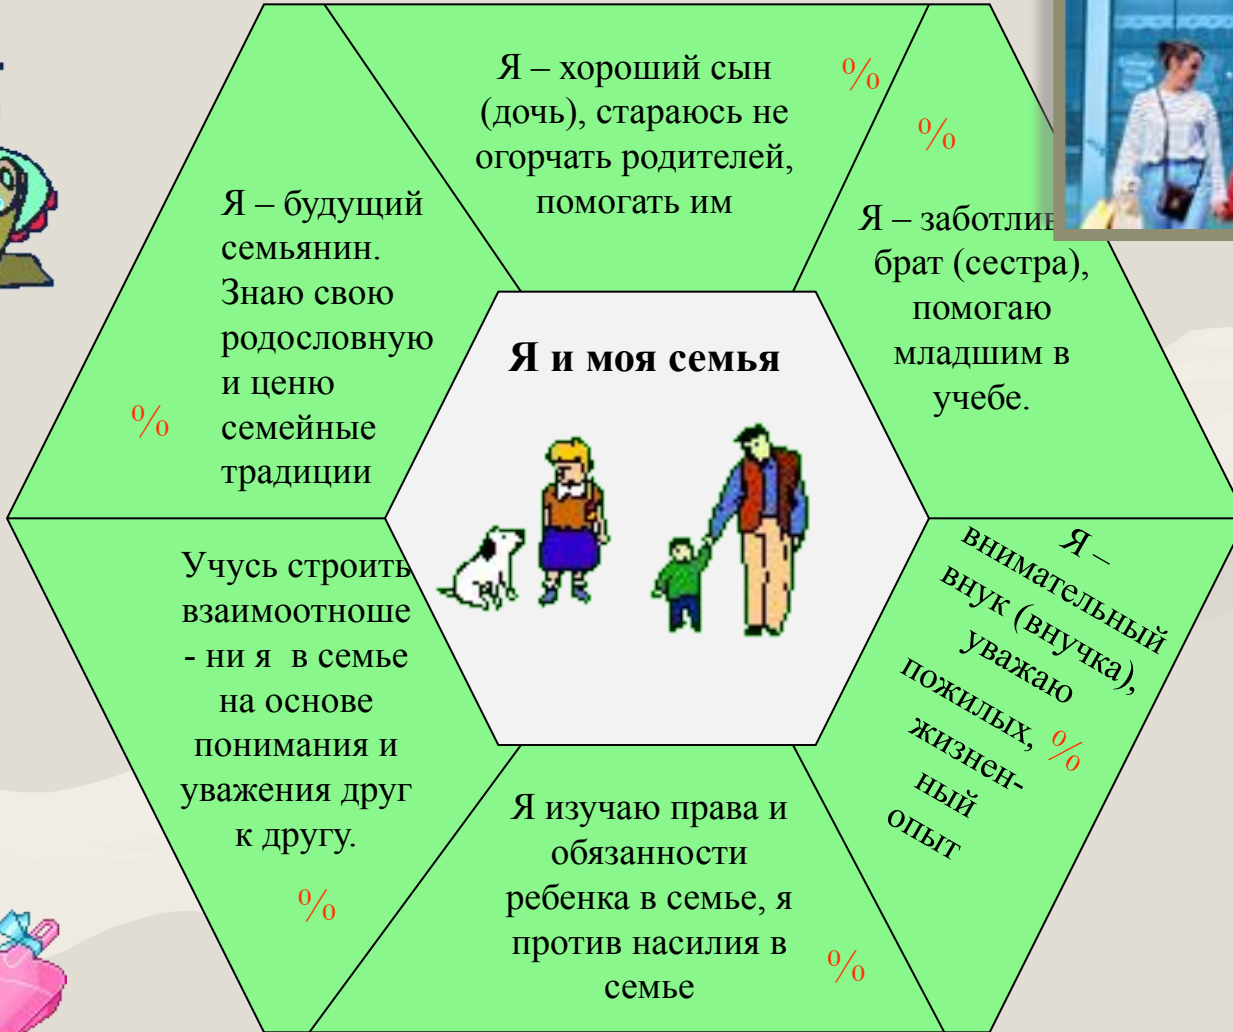 Я – хороший сын
(дочь), стараюсь не
огорчать родителей,
помогать им
%
%
Я – заботлив
брат (сестра),
помогаю
младшим в
учебе.
Я – будущий
семьянин.
Знаю свою
родословную
и ценю
семейные
традиции
%
Я и моя семья
Я –
внимательный
внук (внучка),
уважаю
пожилых,
жизнен-
ный
опыт
%
Учусь строить
взаимоотноше
- ни я в семье
на основе
понимания и
уважения друг
к другу.
%
Я изучаю права и
обязанности
ребенка в семье, я
против насилия в
семье
%